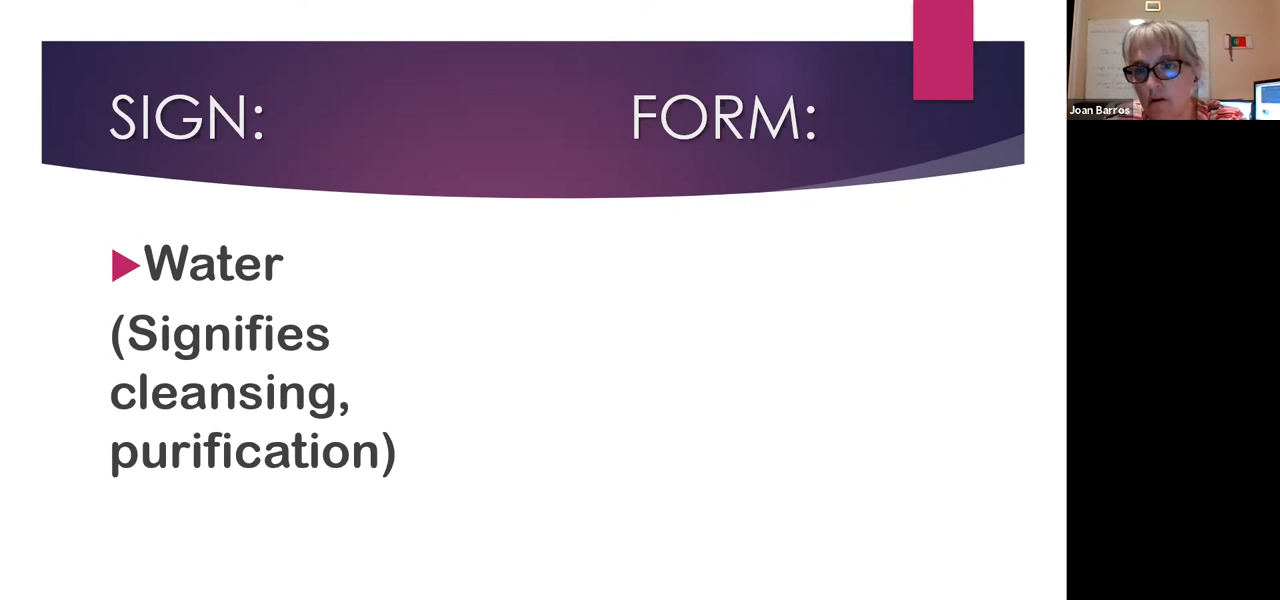 SIGN: FORM:
Water
(Signifies
cleansing,
purification)
Joan Barros